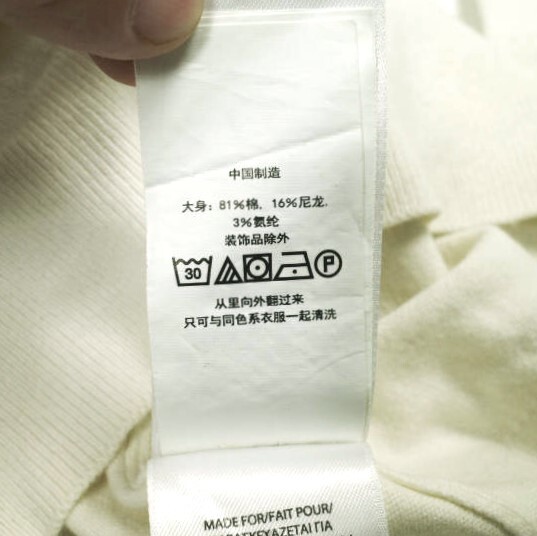 中国制造
大身：81%棉，16%尼龙，
3%氨纶
装饰品除外
30 P
从里向外翻过来
只可与同色系衣服一起清洗
MADE FOR/FAIT POUR/
ΚΑΤΑΣΚΕΥΑΖΕΤΑΙ ΓΙΑ